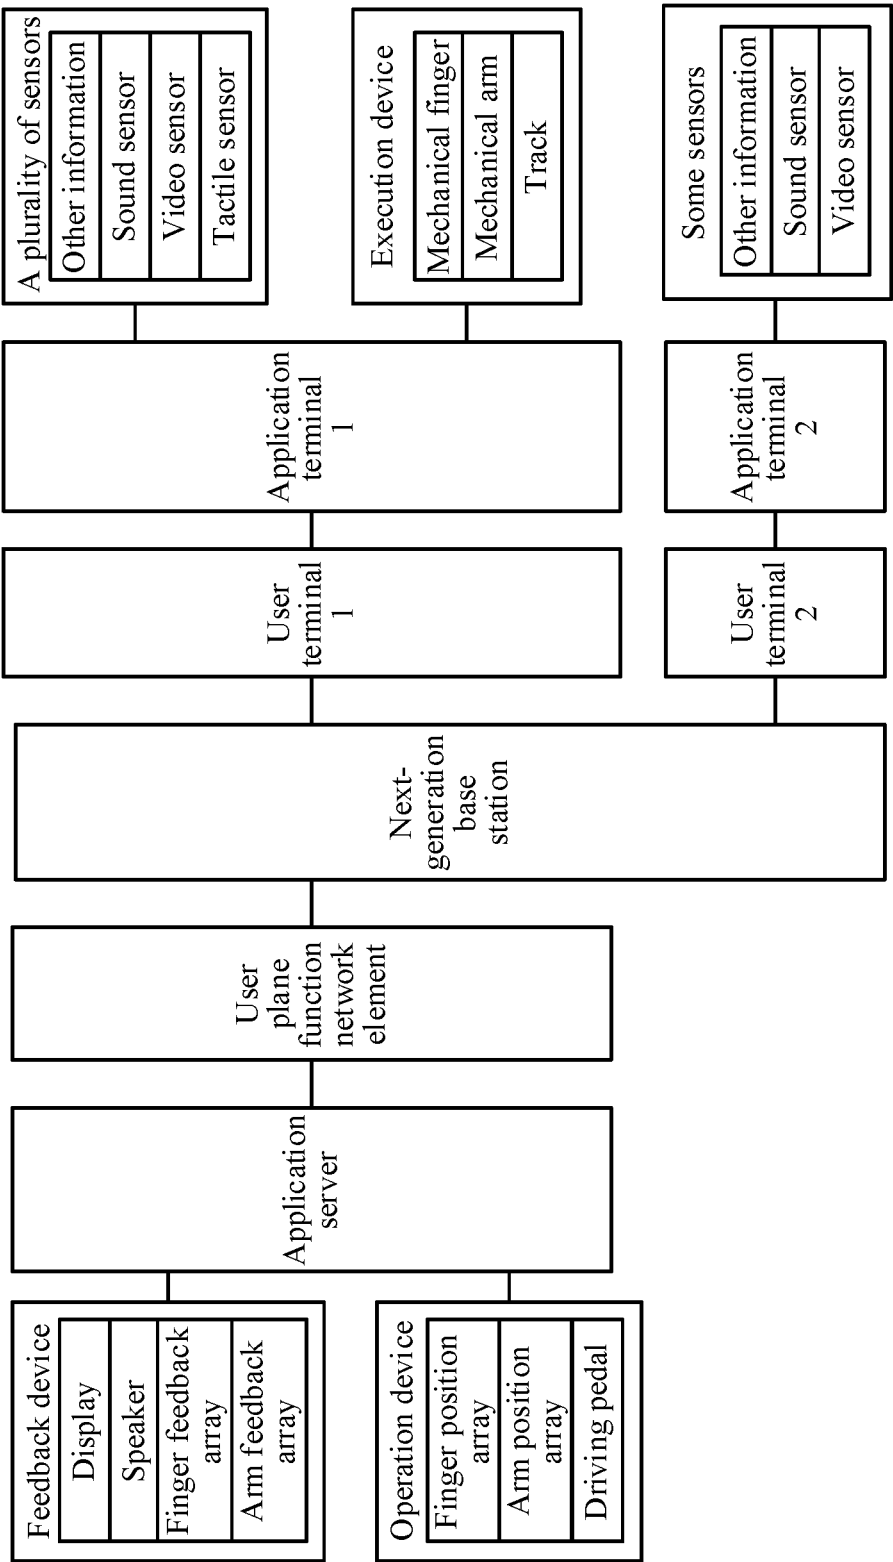 Feedback device
Display
Speaker
Finger feedback
array
Arm feedback
array
Operation device
Finger position
array
Arm position
array
Driving pedal
Application
server
User
plane
function
network
element
Next-
generation
base
station
User
terminal
1
User
terminal
2
Application
terminal
1
Application
terminal
2
A plurality of sensors
Other information
Sound sensor
Video sensor
Tactile sensor
Execution device
Mechanical finger
Mechanical arm
Track
Some sensors
Other information
Sound sensor
Video sensor